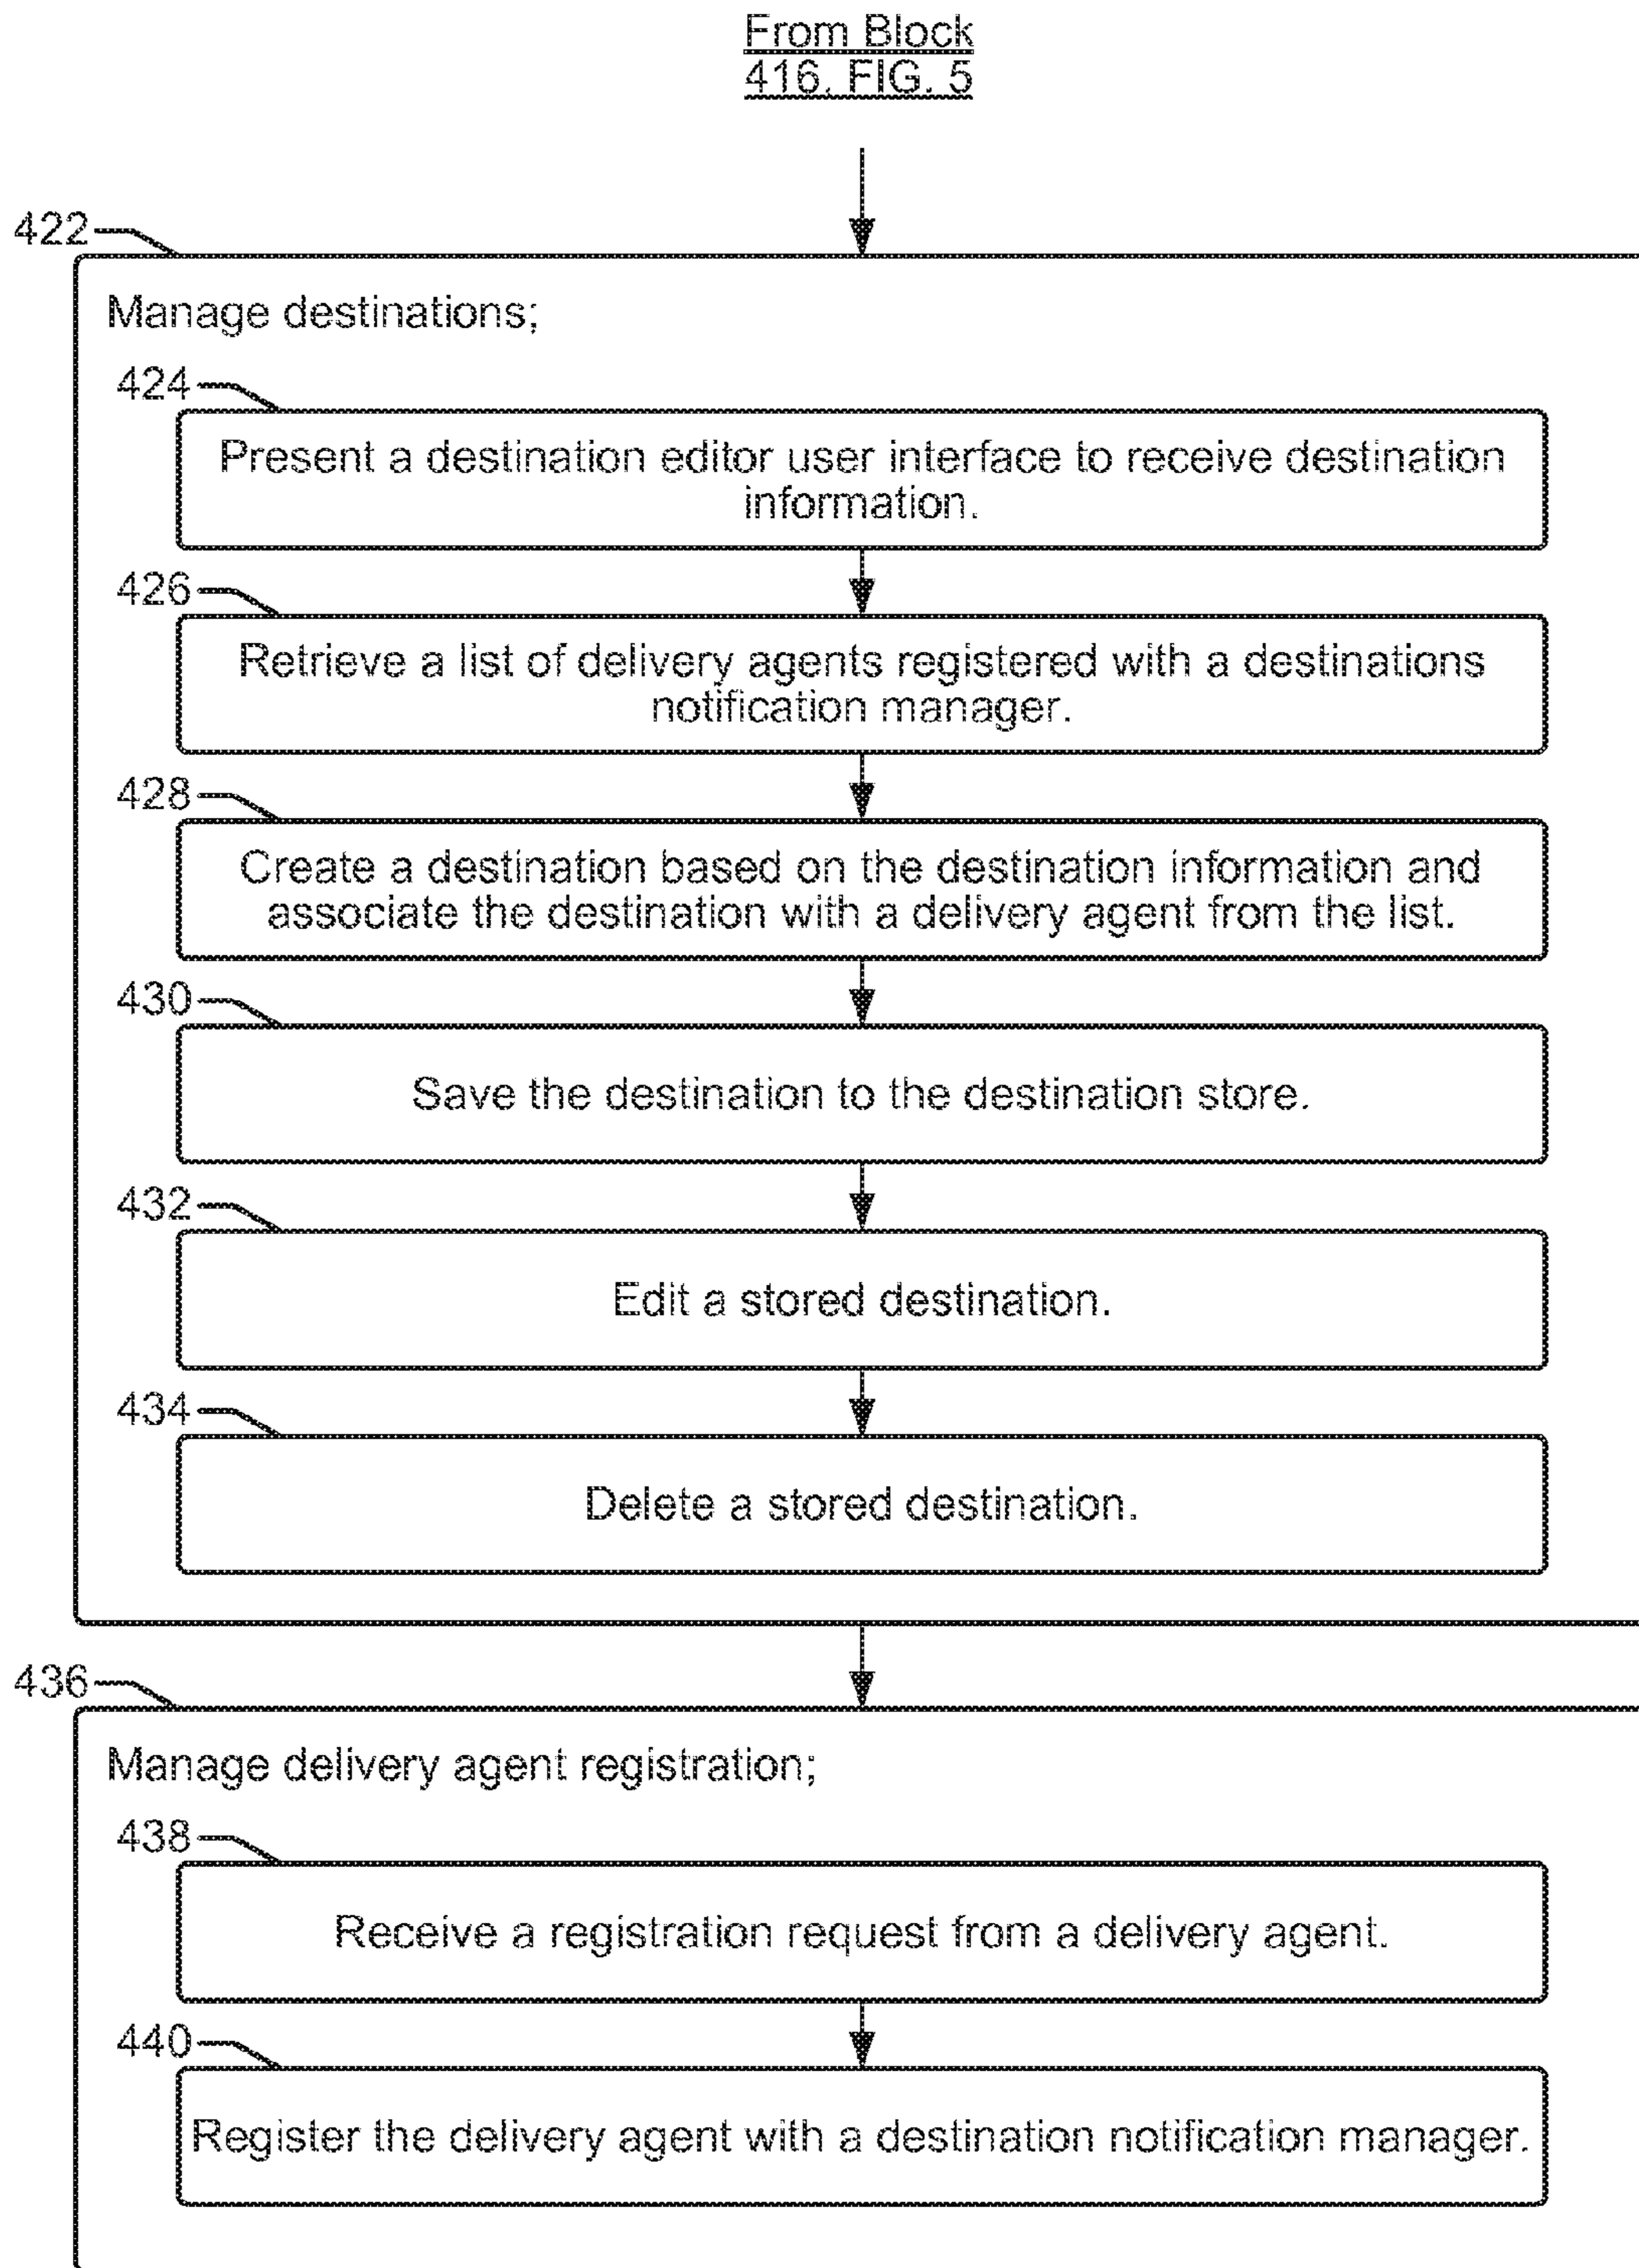 From Block
416. FIG. 5
422
Manage destinations;
424
Present a destination editor user interface to receive destination
information.
426
Retrieve a list of delivery agents registered with a destinations
notification manager.
428
Create a destination based on the destination information and
associate the destination with a delivery agent from the list.
430
Save the destination to the destination store.
432
Edit a stored destination.
434
Delete a stored destination.
436
Manage delivery agent registration;
438
Receive a registration request from a delivery agent.
440
Register the delivery agent with a destination notification manager.